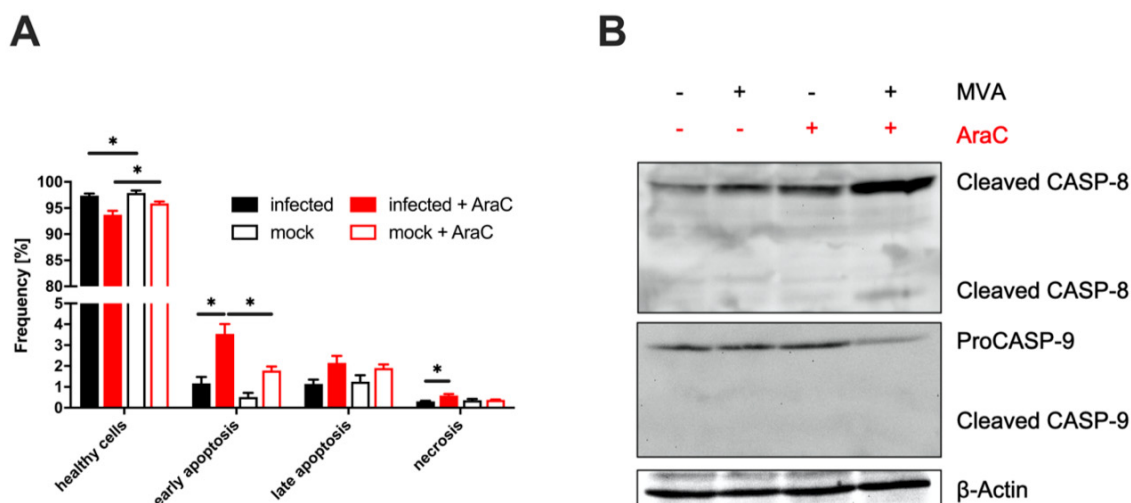 A
*
*
100
95
90
85
80
5
4
3
2
1
0
Frequency [%]
infected
infected + AraC
mock
mock + AraC
* *
*
healthy cells
early apoptosis
late apoptosis
necrosis
B
- + - + MVA
- - + + AraC
Cleaved CASP-8
Cleaved CASP-8
ProCASP-9
Cleaved CASP-9
β-Actin